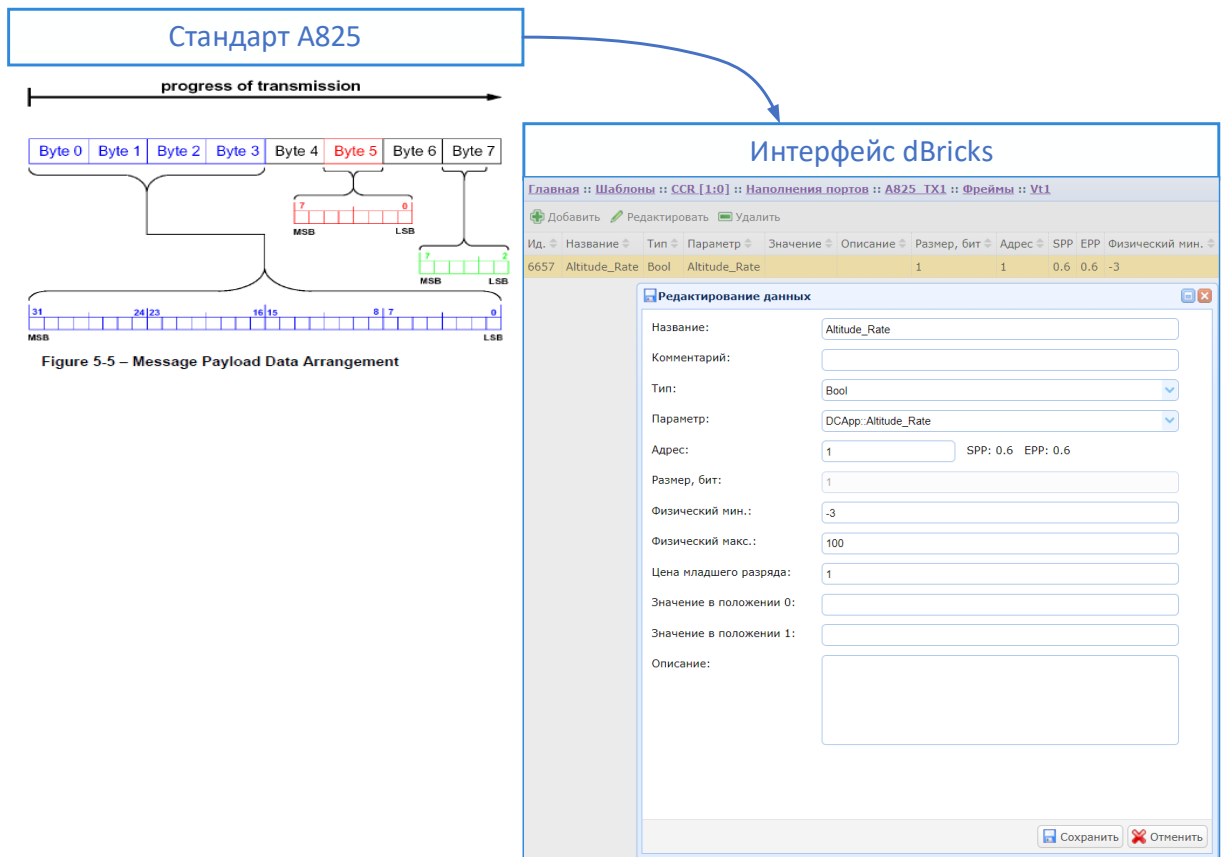 Стандарт А825
progress of transmission
Byte 0 Byte 1 Byte 2 Byte 3 Byte 4 Byte 5 Byte 6 Byte 7
7 0
MSB LSB
7 2
MSB LSB
31 24 23 16 15 8 7 0
MSB LSB
Figure 5-5 – Message Payload Data Arrangement
Интерфейс dBricks
Главная :: Шаблоны :: CCR [1:0] :: Наполнения портов :: A825_TX1 :: Фреймы :: Vt1
Добавить Редактировать Удалить
Ид. Название Тип Параметр Значение Описание Размер, бит Адрес SPP EPP Физический мин.
6657 Altitude_Rate Bool Altitude_Rate 1 1 0.6 0.6 -3
Редактирование данных
Название: Altitude_Rate
Комментарий:
Тип: Bool
Параметр: DCApp::Altitude_Rate
Адрес: 1 SPP: 0.6 EPP: 0.6
Размер, бит: 1
Физический мин.: -3
Физический макс.: 100
Цена младшего разряда: 1
Значение в положении 0:
Значение в положении 1:
Описание:
Сохранить Отменить